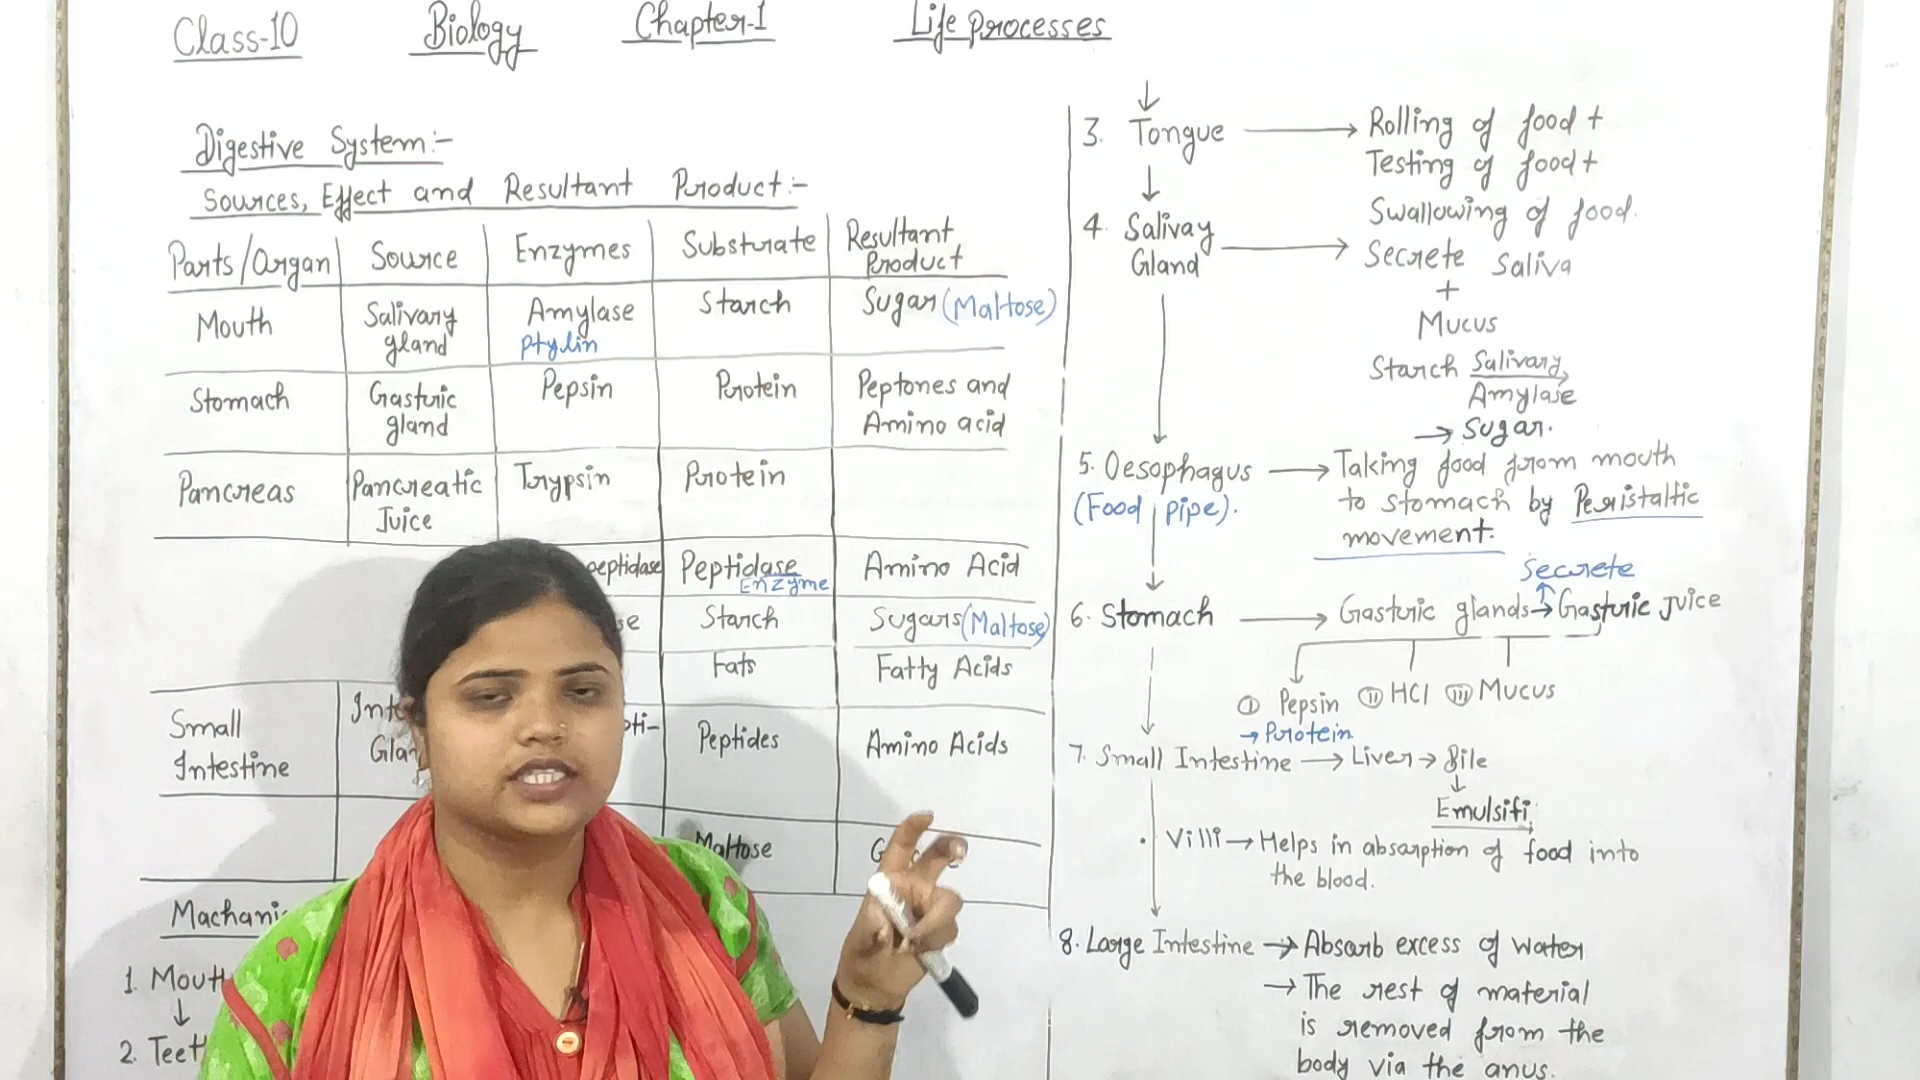 Class-10 Biology Chapter-1 Life Processes
Digestive System:-
Sources, Effect and Resultant Product:-
Parts/Organ Source Enzymes Substrate Resultant Product
Mouth Salivary gland Amylase ptylin Starch Sugar (Maltose)
Stomach Gastric gland Pepsin Protein Peptones and Amino acid
Pancreas Pancreatic Juice Trypsin Protein
peptidase Peptidase Enzyme Amino Acid
Starch Sugars (Maltose)
Fats Fatty Acids
Small Intestine Peptides Amino Acids
Maltose
1. Mouth
↓
2.
↓
3. Tongue → Rolling of food +
Testing of food +
Swallowing of food.
↓
4. Salivay Gland → Secrete Saliva
+
Mucus
Starch Salivary Amylase
→ Sugar.
5. Oesophagus → Taking food from mouth
(Food pipe). to stomach by Peristaltic
movement.
↓
Secrete
6. Stomach → Gastric glands → Gastric Juice
① Pepsin ② HCl ③ Mucus
→ Protein
7. Small Intestine → Liver → Bile
↓
Emulsifi
• Villi → Helps in absorption of food into
the blood.
8. Large Intestine → Absorb excess of water
→ The rest of material
is removed from the
body via the anus.